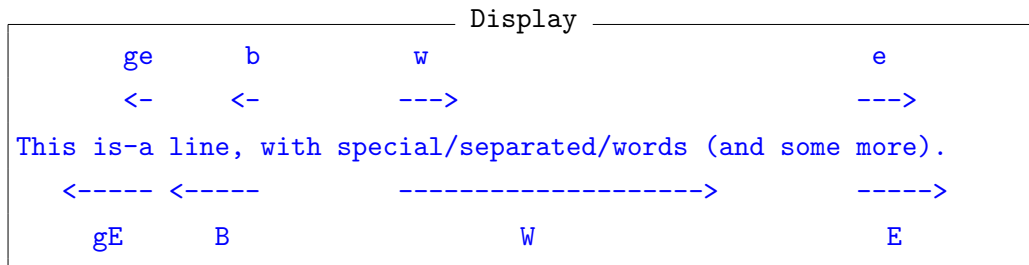 Display
ge b w e
<- <- ---> --->
This is-a line, with special/separated/words (and some more).
<----- <----- --------------------> ----->
gE B W E